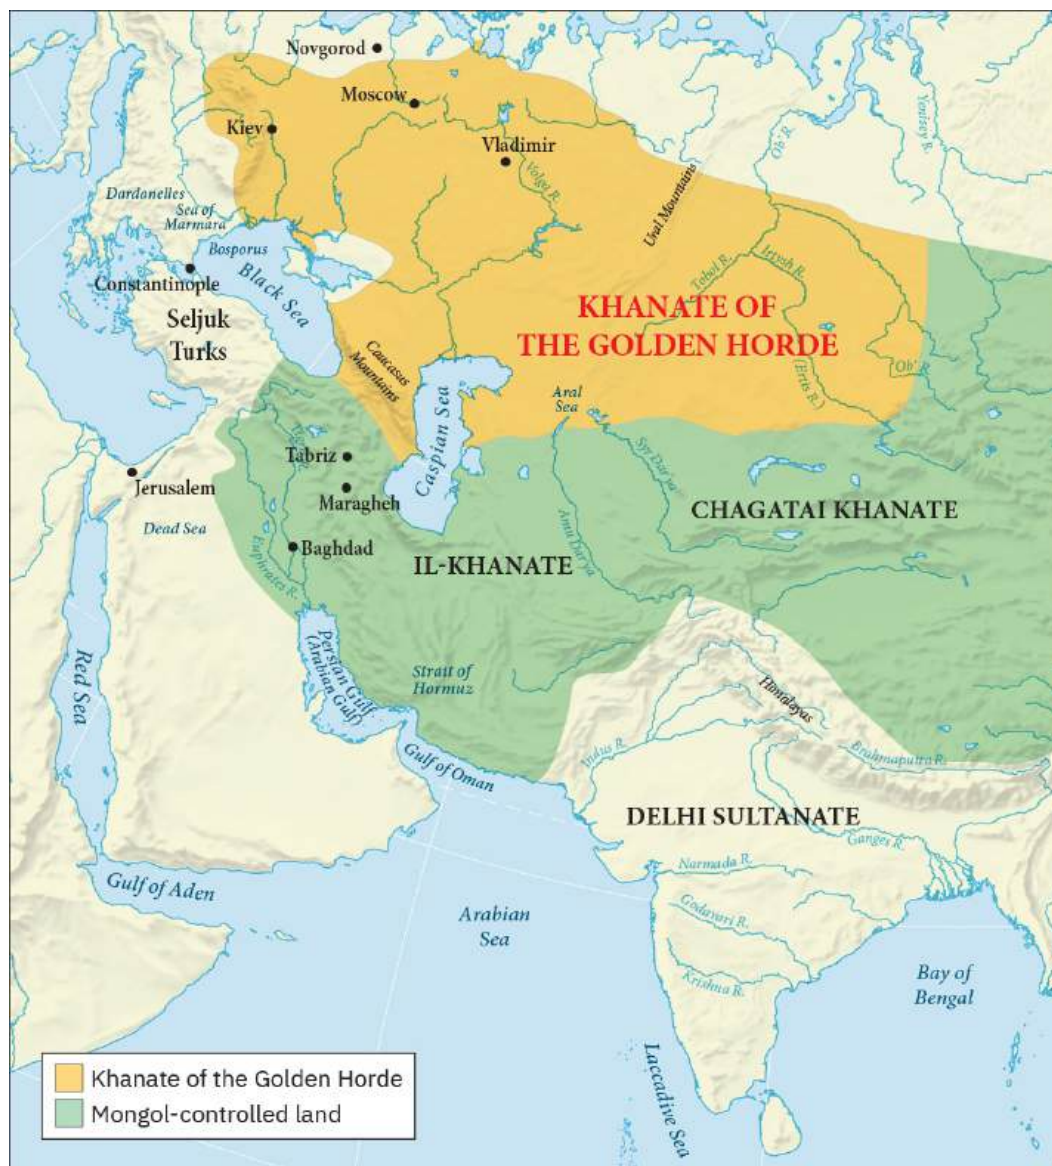 Novgorod
Moscow
Kiev
Vladimir
Volga R.
Ural Mountains
Ob' R.
Yenisey R.
Dardanelles
Sea of
Marmara
Bosporus
Black Sea
Constantinople
Seljuk
Turks
Tobol R.
Irtysh R.
KHANATE OF
THE GOLDEN HORDE
(Ertis R.)
Ob' R.
Caucasus
Mountains
Caspian Sea
Aral
Sea
Syr Darya
Amu Darya
Tabriz
Maragheh
Jerusalem
Dead Sea
Baghdad
Euphrates R.
IL-KHANATE
CHAGATAI KHANATE
Red Sea
Persian Gulf
(Arabian Gulf)
Strait of
Hormuz
Gulf of Oman
Himalayas
Indus R.
Brahmaputra R.
DELHI SULTANATE
Ganges R.
Narmada R.
Godavari R.
Krishna R.
Gulf of Aden
Arabian
Sea
Bay of
Bengal
Laccadive Sea
Khanate of the Golden Horde
Mongol-controlled land